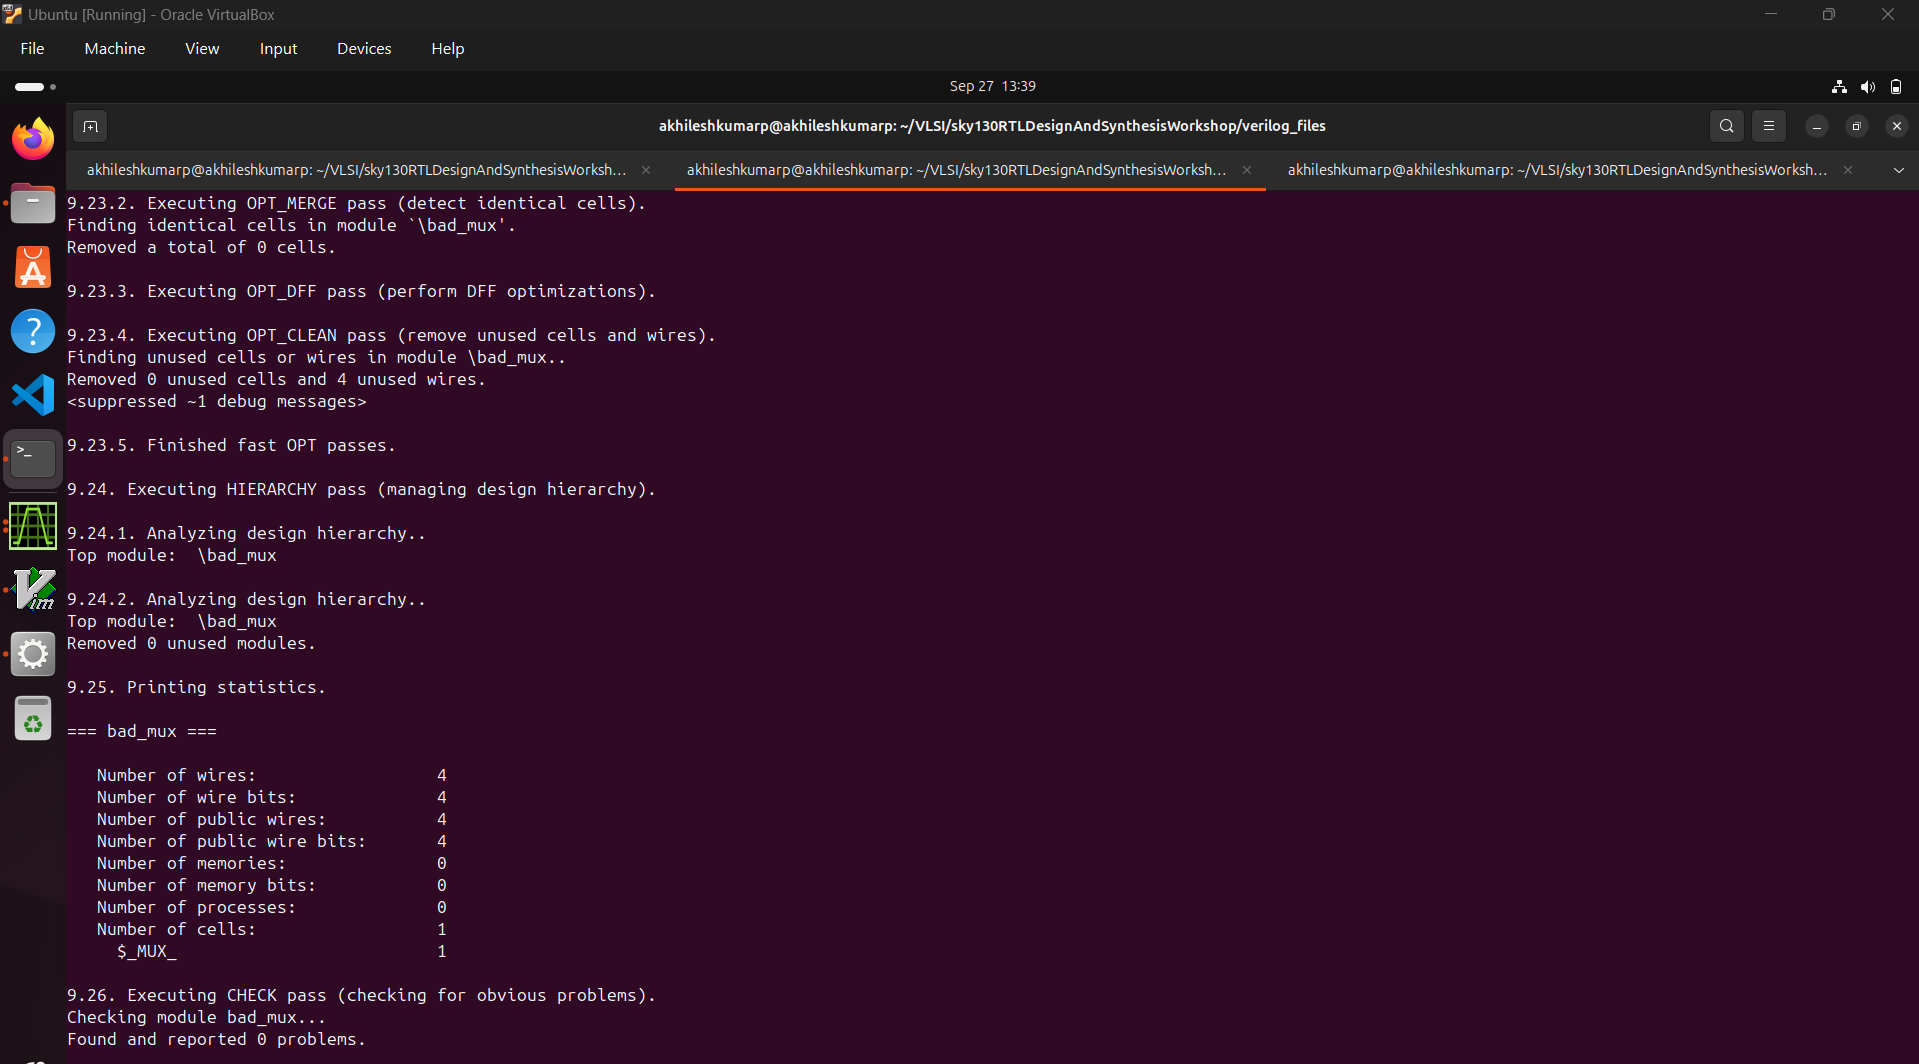 Ubuntu [Running] - Oracle VirtualBox
File Machine View Input Devices Help
Sep 27 13:39
akhileshkumarp@akhileshkumarp: ~/VLSI/sky130RTLDesignAndSynthesisWorkshop/verilog_files
akhileshkumarp@akhileshkumarp: ~/VLSI/sky130RTLDesignAndSynthesisWorksh... akhileshkumarp@akhileshkumarp: ~/VLSI/sky130RTLDesignAndSynthesisWorksh... akhileshkumarp@akhileshkumarp: ~/VLSI/sky130RTLDesignAndSynthesisWorksh...
9.23.2. Executing OPT_MERGE pass (detect identical cells).
Finding identical cells in module `\bad_mux'.
Removed a total of 0 cells.
9.23.3. Executing OPT_DFF pass (perform DFF optimizations).
9.23.4. Executing OPT_CLEAN pass (remove unused cells and wires).
Finding unused cells or wires in module \bad_mux..
Removed 0 unused cells and 4 unused wires.
<suppressed ~1 debug messages>
9.23.5. Finished fast OPT passes.
9.24. Executing HIERARCHY pass (managing design hierarchy).
9.24.1. Analyzing design hierarchy..
Top module:  \bad_mux
9.24.2. Analyzing design hierarchy..
Top module:  \bad_mux
Removed 0 unused modules.
9.25. Printing statistics.
=== bad_mux ===
Number of wires: 4
Number of wire bits: 4
Number of public wires: 4
Number of public wire bits: 4
Number of memories: 0
Number of memory bits: 0
Number of processes: 0
Number of cells: 1
$_MUX_ 1
9.26. Executing CHECK pass (checking for obvious problems).
Checking module bad_mux...
Found and reported 0 problems.